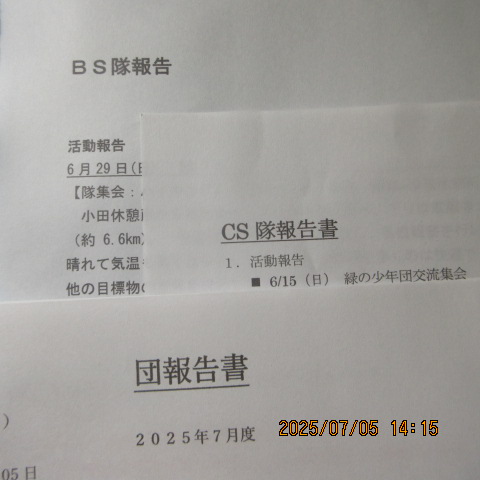 ＢＳ隊報告
活動報告
6月29日(日
【隊集会：
小田休憩
（約 6.6km）
晴れて気温
他の目標物
CS 隊報告書
1．活動報告
■ 6/15（日） 緑の少年団交流集会
団報告書
２０２５年７月度
）
05日
2025/07/05 14:15